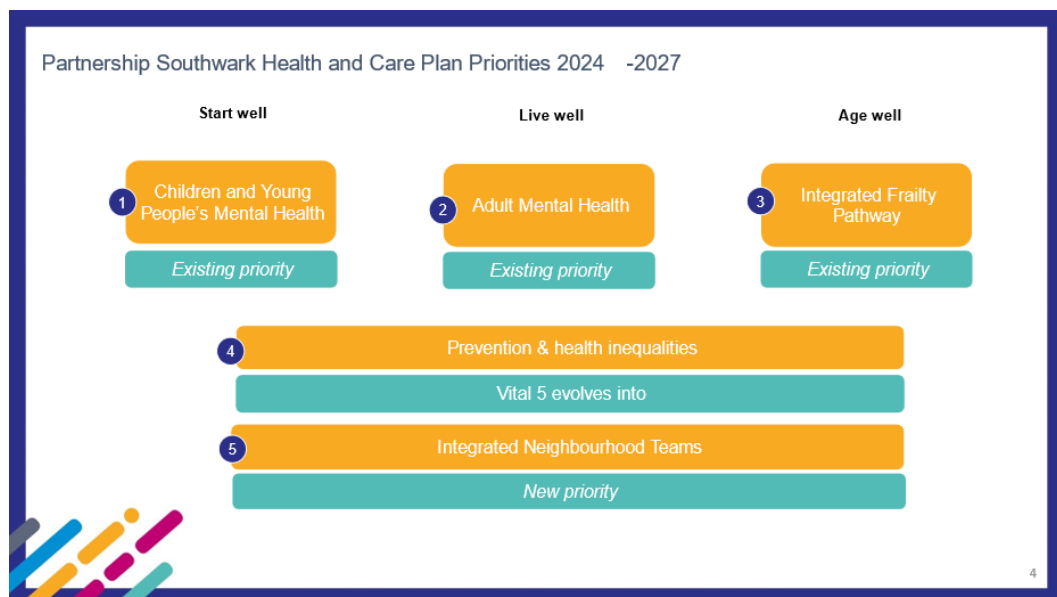 Partnership Southwark Health and Care Plan Priorities 2024 -2027
Start well
Live well
Age well
1
Children and Young
People's Mental Health
Existing priority
2
Adult Mental Health
Existing priority
3
Integrated Frailty
Pathway
Existing priority
4
Prevention & health inequalities
Vital 5 evolves into
5
Integrated Neighbourhood Teams
New priority
4